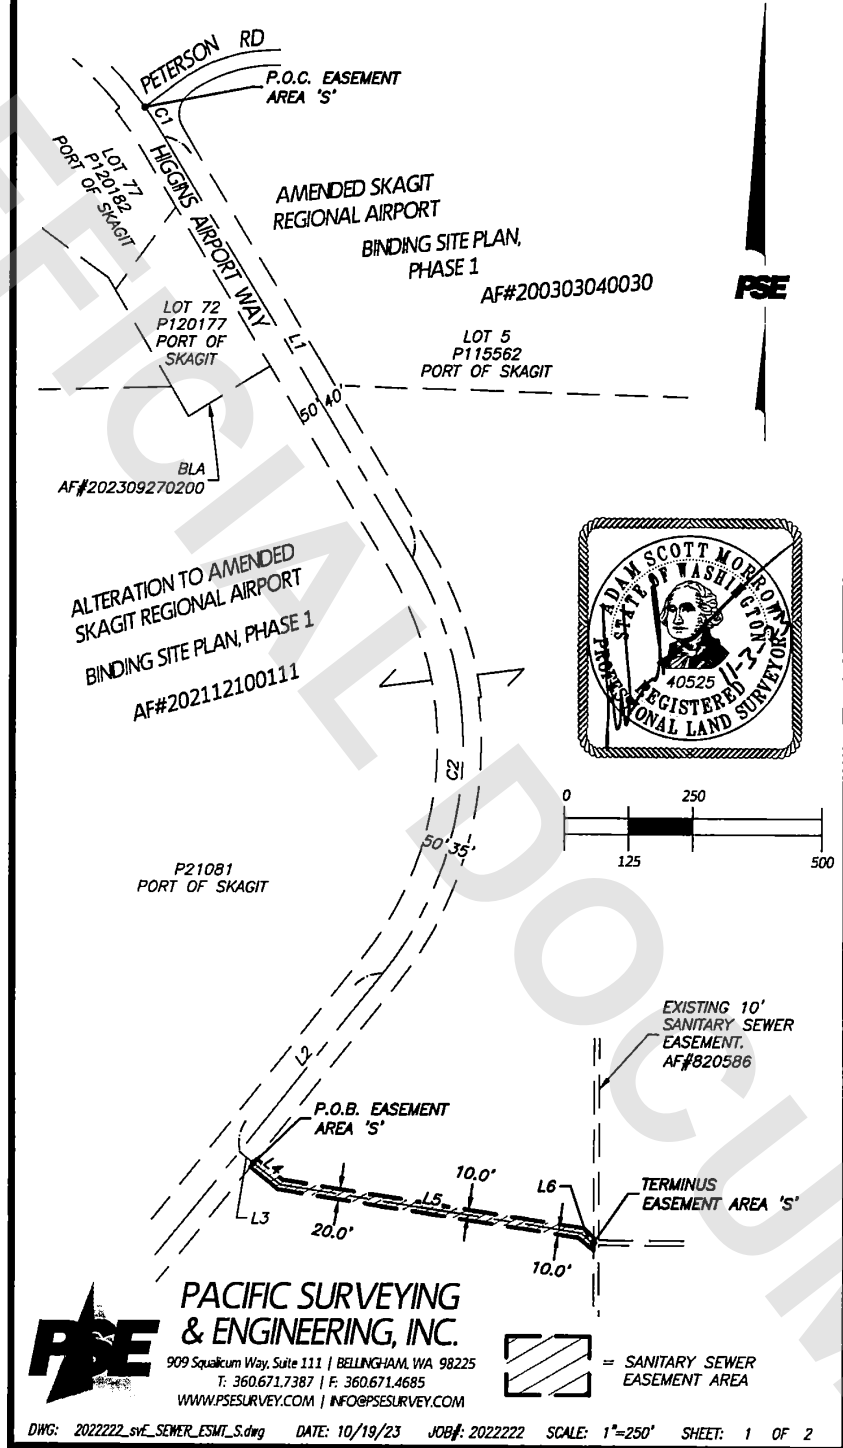 PETERSON RD
P.O.C. EASEMENT
AREA 'S'
C1
LOT 77
P120182
PORT OF SKAGIT
HIGGINS AIRPORT WAY
AMENDED SKAGIT
REGIONAL AIRPORT
BINDING SITE PLAN,
PHASE 1
AF#200303040030
PSE
LOT 72
P120177
PORT OF
SKAGIT
L1
LOT 5
P115562
PORT OF SKAGIT
50' 40'
BLA
AF#202309270200
ALTERATION TO AMENDED
SKAGIT REGIONAL AIRPORT
BINDING SITE PLAN, PHASE 1
AF#202112100111
ADAM SCOTT MORROW
STATE OF WASHINGTON
40525
11-3-23
REGISTERED
PROFESSIONAL LAND SURVEYOR
C2
0 250
125 500
50' 35'
P21081
PORT OF SKAGIT
EXISTING 10'
SANITARY SEWER
EASEMENT.
AF#820586
L2
P.O.B. EASEMENT
AREA 'S'
L4
L3
20.0'
L5
10.0'
L6
10.0'
TERMINUS
EASEMENT AREA 'S'
PSE
PACIFIC SURVEYING
& ENGINEERING, INC.
909 Squalicum Way, Suite 111 | BELLINGHAM, WA 98225
T: 360.671.7387 | F: 360.671.4685
WWW.PSESURVEY.COM | INFO@PSESURVEY.COM
= SANITARY SEWER
EASEMENT AREA
DWG: 2022222_svE_SEWER_ESMT_S.dwg DATE: 10/19/23 JOB#: 2022222 SCALE: 1"=250' SHEET: 1 OF 2